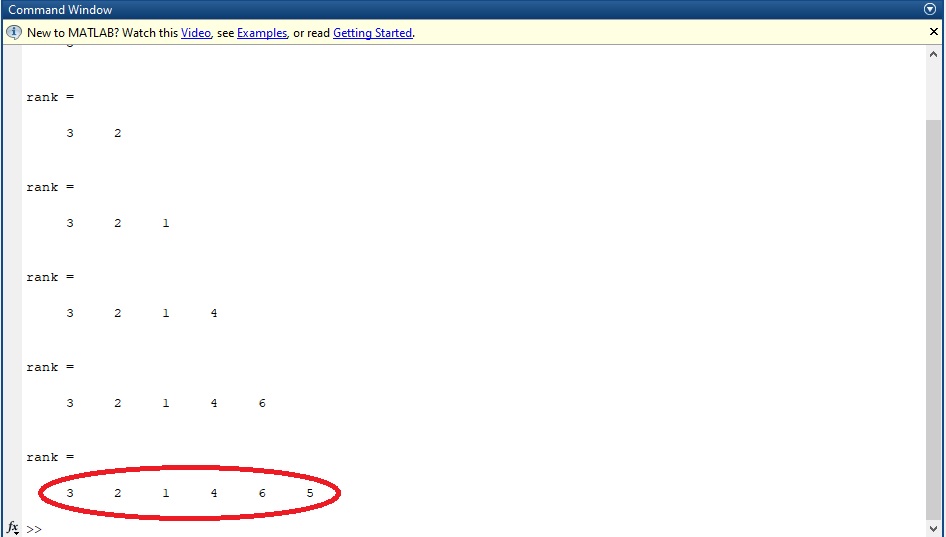 Command Window
New to MATLAB? Watch this Video, see Examples, or read Getting Started.
rank =
3 2
rank =
3 2 1
rank =
3 2 1 4
rank =
3 2 1 4 6
rank =
3 2 1 4 6 5
fx >>